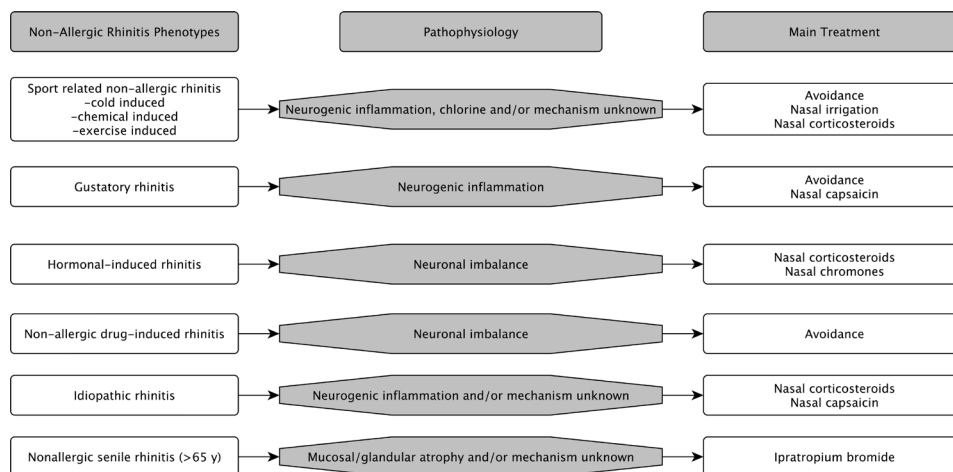 Non-Allergic Rhinitis Phenotypes
Pathophysiology
Main Treatment
Sport related non-allergic rhinitis
-cold induced
-chemical induced
-exercise induced
Neurogenic inflammation, chlorine and/or mechanism unknown
Avoidance
Nasal irrigation
Nasal corticosteroids
Gustatory rhinitis
Neurogenic inflammation
Avoidance
Nasal capsaicin
Hormonal-induced rhinitis
Neuronal imbalance
Nasal corticosteroids
Nasal chromones
Non-allergic drug-induced rhinitis
Neuronal imbalance
Avoidance
Idiopathic rhinitis
Neurogenic inflammation and/or mechanism unknown
Nasal corticosteroids
Nasal capsaicin
Nonallergic senile rhinitis (>65 y)
Mucosal/glandular atrophy and/or mechanism unknown
Ipratropium bromide